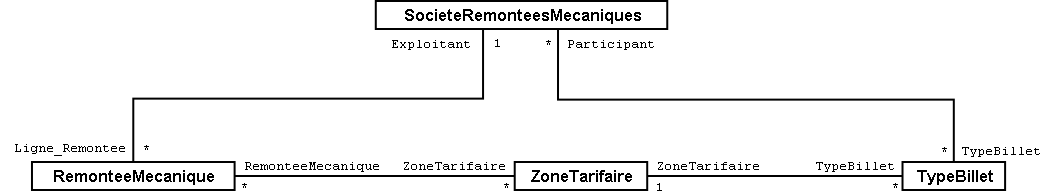 SocieteRemonteesMecaniques
Exploitant 1 * Participant
Ligne_Remontee * * TypeBillet
RemonteeMecanique ZoneTarifaire ZoneTarifaire TypeBillet
RemonteeMecanique ZoneTarifaire TypeBillet
* * 1 *